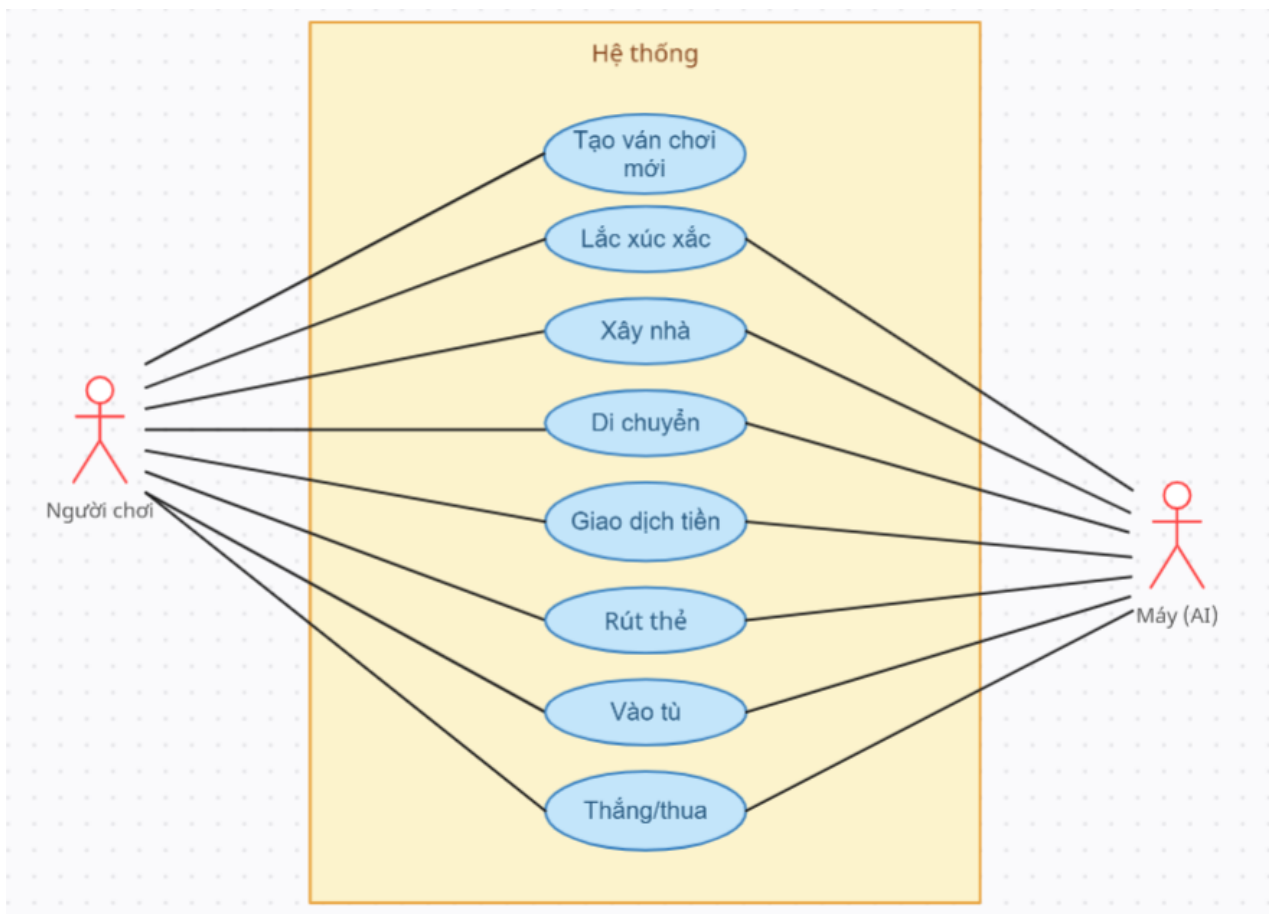 Hệ thống
Tạo ván chơi
mới
Lắc xúc xắc
Xây nhà
Di chuyển
Người chơi
Giao dịch tiền
Rút thẻ
Máy (AI)
Vào tù
Thắng/thua